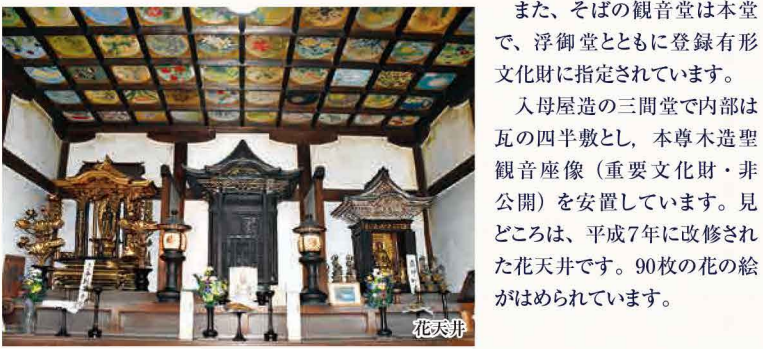 また、そばの観音堂は本堂
で、浮御堂とともに登録有形
文化財に指定されています。
入母屋造の三間堂で内部は
瓦の四半敷とし，本尊木造聖
観音座像（重要文化財・非
公開）を安置しています。見
どころは、平成7年に改修され
た花天井です。90枚の花の絵
がはめられています。
花天井